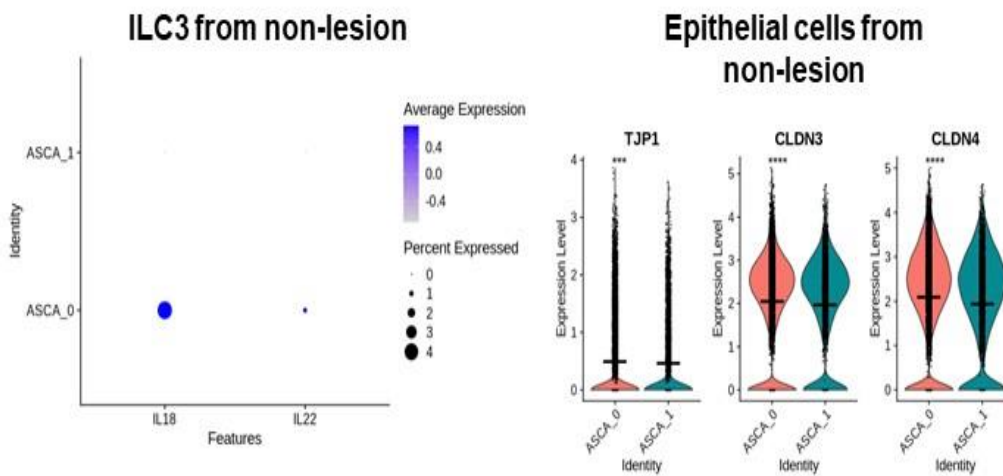 ILC3 from non-lesion
Identity
ASCA_1
ASCA_0
IL18
IL22
Features
Average Expression
0.4
0.0
-0.4
Percent Expressed
0
1
2
3
4
Epithelial cells from
non-lesion
TJP1
***
Expression Level
4
3
2
1
0
ASCA_0
ASCA_1
Identity
CLDN3
****
Expression Level
5
4
3
2
1
0
ASCA_0
ASCA_1
Identity
CLDN4
****
Expression Level
5
4
3
2
1
0
ASCA_0
ASCA_1
Identity